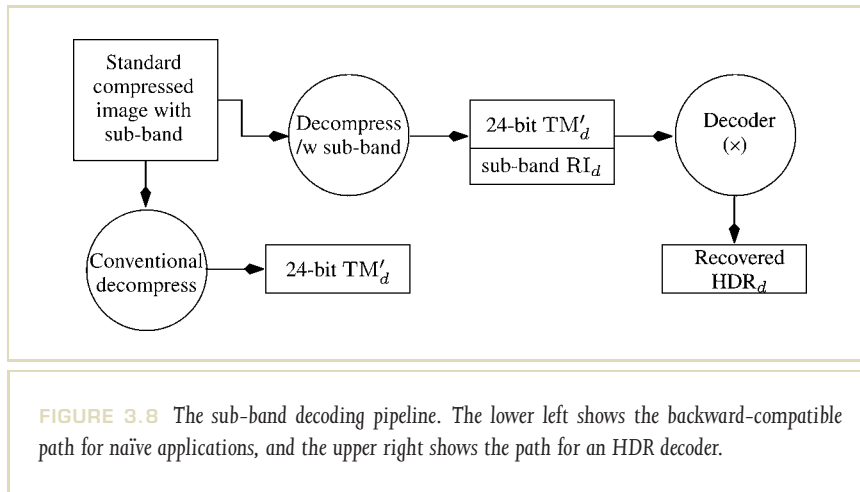 Standard
compressed
image with
sub-band
Decompress
/w sub-band
24-bit TM′d
sub-band RId
Decoder
(×)
Conventional
decompress
24-bit TM′d
Recovered
HDRd
FIGURE 3.8 The sub-band decoding pipeline. The lower left shows the backward-compatible
path for naïve applications, and the upper right shows the path for an HDR decoder.